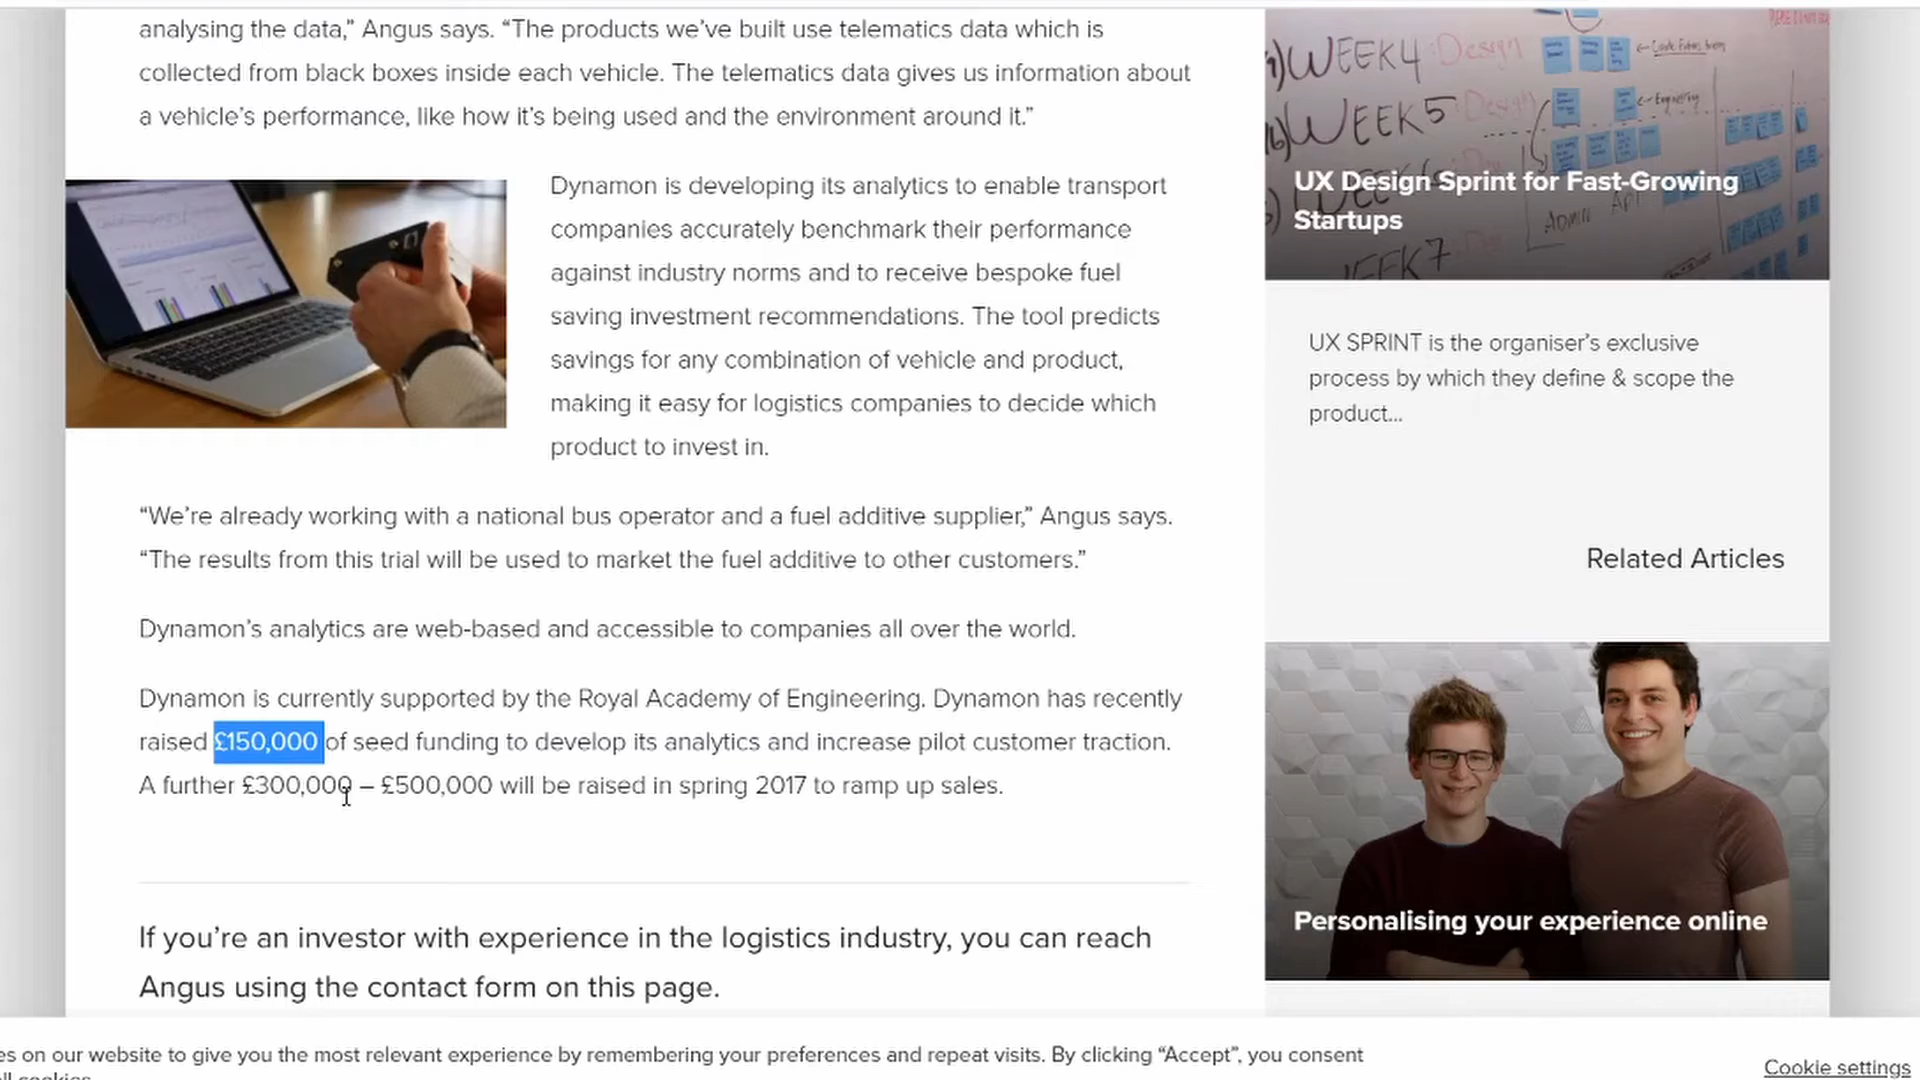 analysing the data,” Angus says. “The products we’ve built use telematics data which is
collected from black boxes inside each vehicle. The telematics data gives us information about
a vehicle’s performance, like how it’s being used and the environment around it.”
Dynamon is developing its analytics to enable transport
companies accurately benchmark their performance
against industry norms and to receive bespoke fuel
saving investment recommendations. The tool predicts
savings for any combination of vehicle and product,
making it easy for logistics companies to decide which
product to invest in.
“We’re already working with a national bus operator and a fuel additive supplier,” Angus says.
“The results from this trial will be used to market the fuel additive to other customers.”
Dynamon’s analytics are web-based and accessible to companies all over the world.
Dynamon is currently supported by the Royal Academy of Engineering. Dynamon has recently
raised £150,000 of seed funding to develop its analytics and increase pilot customer traction.
A further £300,000 – £500,000 will be raised in spring 2017 to ramp up sales.
If you’re an investor with experience in the logistics industry, you can reach
Angus using the contact form on this page.
WEEK4 : Design
WEEK5 : Design
WEEK7
Engineering
ADMIN
UX Design Sprint for Fast-Growing
Startups
UX SPRINT is the organiser’s exclusive
process by which they define & scope the
product...
Related Articles
Personalising your experience online
es on our website to give you the most relevant experience by remembering your preferences and repeat visits. By clicking “Accept”, you consent
ll cookies.
Cookie settings